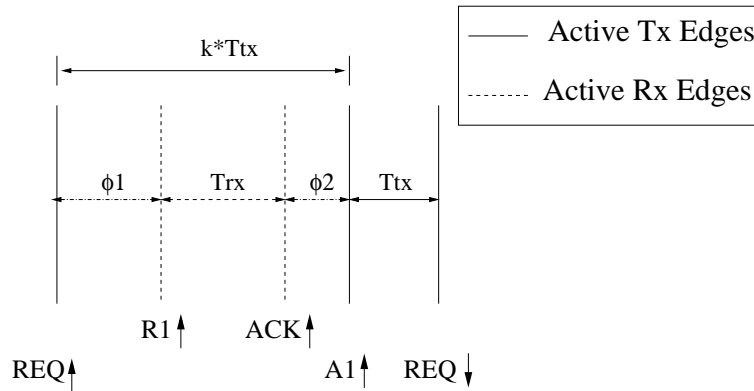 Active Tx Edges
k*Ttx
Active Rx Edges
ϕ1 Trx ϕ2 Ttx
R1 ACK
REQ A1 REQ